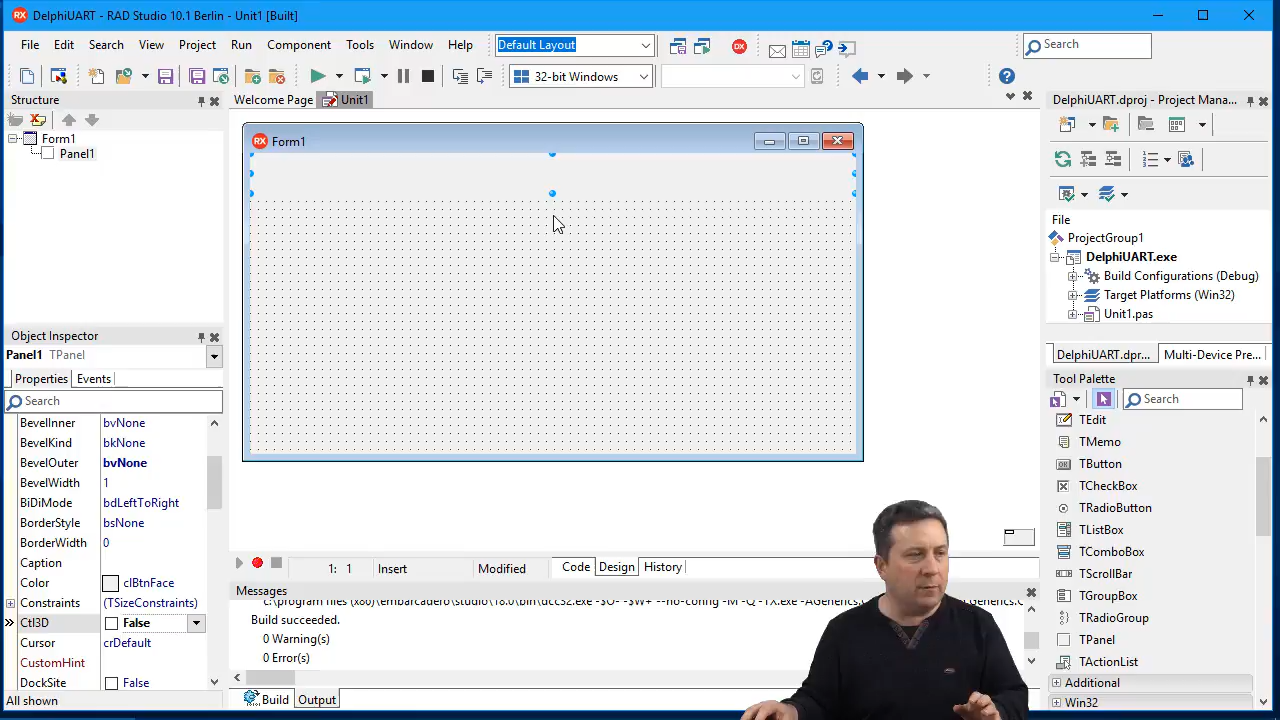 DelphiUART - RAD Studio 10.1 Berlin - Unit1 [Built]
File Edit Search View Project Run Component Tools Window Help Default Layout Search
32-bit Windows
Structure
Welcome Page Unit1
DelphiUART.dproj - Project Mana...
Form1
Panel1
Form1
File
ProjectGroup1
DelphiUART.exe
Build Configurations (Debug)
Target Platforms (Win32)
Unit1.pas
DelphiUART.dpr... Multi-Device Pre...
Object Inspector
Panel1 TPanel
Properties Events
Search
BevelInner bvNone
BevelKind bkNone
BevelOuter bvNone
BevelWidth 1
BiDiMode bdLeftToRight
BorderStyle bsNone
BorderWidth 0
Caption
Color clBtnFace
Constraints (TSizeConstraints)
Ctl3D False
Cursor crDefault
CustomHint
DockSite False
All shown
Tool Palette
Search
TEdit
TMemo
TButton
TCheckBox
TRadioButton
TListBox
TComboBox
TScrollBar
TGroupBox
TRadioGroup
TPanel
TActionList
Additional
Win32
1: 1 Insert Modified Code Design History
Messages
Build succeeded.
0 Warning(s)
0 Error(s)
Build Output